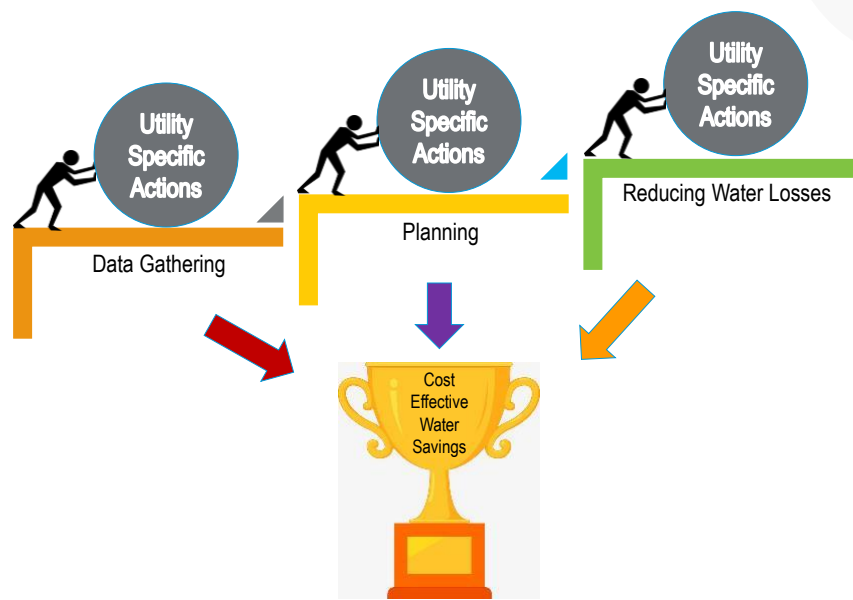 Utility
Specific
Actions
Data Gathering
Utility
Specific
Actions
Planning
Utility
Specific
Actions
Reducing Water Losses
Cost
Effective
Water
Savings